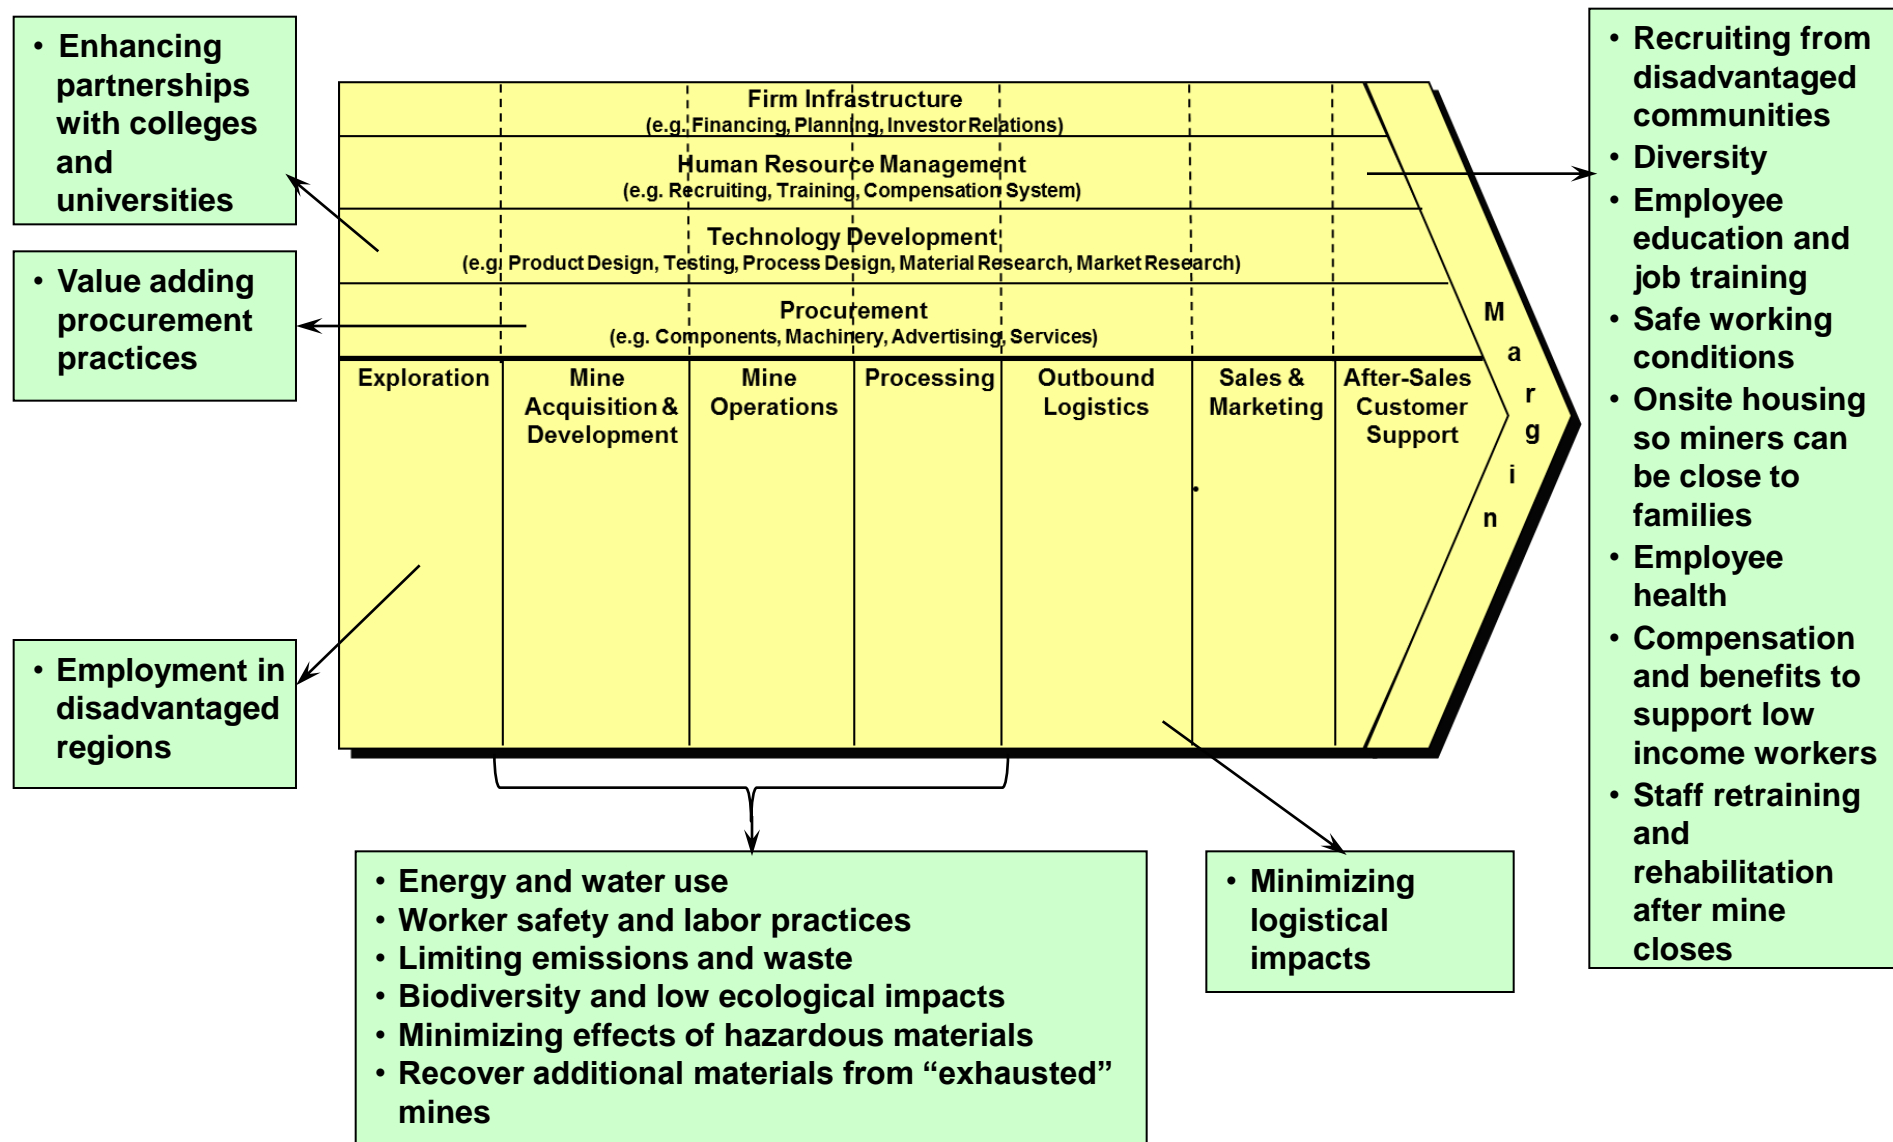 • Enhancing
partnerships
with colleges
and
universities
• Value adding
procurement
practices
• Employment in
disadvantaged
regions
Firm Infrastructure
(e.g. Financing, Planning, Investor Relations)
Human Resource Management
(e.g. Recruiting, Training, Compensation System)
Technology Development
(e.g. Product Design, Testing, Process Design, Material Research, Market Research)
Procurement
(e.g. Components, Machinery, Advertising, Services)
Exploration
Mine
Acquisition &
Development
Mine
Operations
Processing
Outbound
Logistics
Sales &
Marketing
After-Sales
Customer
Support
M
a
r
g
i
n
• Energy and water use
• Worker safety and labor practices
• Limiting emissions and waste
• Biodiversity and low ecological impacts
• Minimizing effects of hazardous materials
• Recover additional materials from “exhausted”
mines
• Minimizing
logistical
impacts
• Recruiting from
disadvantaged
communities
• Diversity
• Employee
education and
job training
• Safe working
conditions
• Onsite housing
so miners can
be close to
families
• Employee
health
• Compensation
and benefits to
support low
income workers
• Staff retraining
and
rehabilitation
after mine
closes